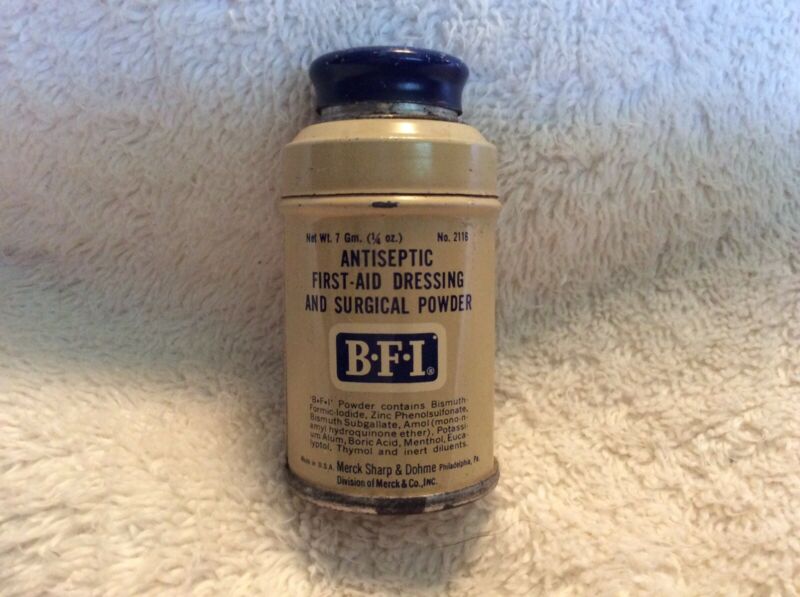 Net Wt. 7 Gm. (¼ oz.) No. 2116
ANTISEPTIC
FIRST-AID DRESSING
AND SURGICAL POWDER
B·F·I®
'B•F•I' Powder contains Bismuth-
Formic-Iodide, Zinc Phenolsulfonate,
Bismuth Subgallate, Amol (mono-n-
amyl hydroquinone ether). Potassi-
um Alum, Boric Acid, Menthol, Euca-
lyptol, Thymol and inert diluents.
Made in U.S.A. Merck Sharp & Dohme Philadelphia, Pa.
Division of Merck & Co., INC.